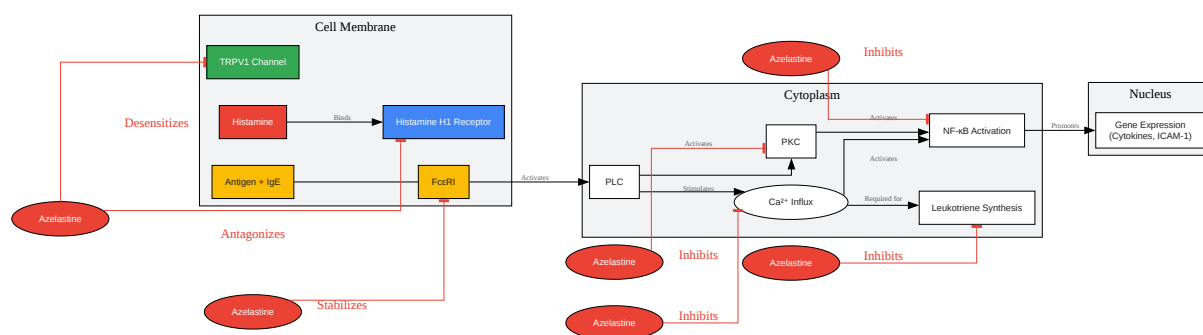 Cell Membrane
TRPV1 Channel
Desensitizes
Histamine
Binds
Histamine H1 Receptor
Antigen + IgE
FcεRI
Activates
Azelastine
Antagonizes
Azelastine
Stabilizes
Azelastine
Inhibits
Cytoplasm
Activates
PKC
Activates
NF-κB Activation
Activates
PLC
Stimulates
Ca²⁺ Influx
Required for
Leukotriene Synthesis
Azelastine
Inhibits
Azelastine
Inhibits
Azelastine
Inhibits
Promotes
Nucleus
Gene Expression
(Cytokines, ICAM-1)